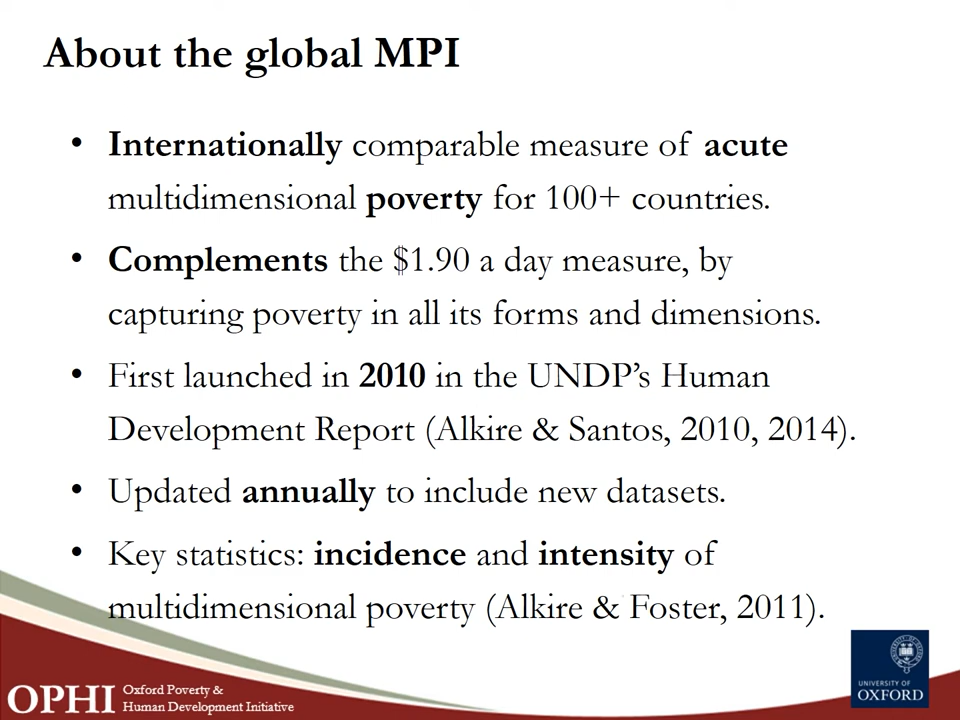 About the global MPI
• Internationally comparable measure of acute
multidimensional poverty for 100+ countries.
• Complements the $1.90 a day measure, by
capturing poverty in all its forms and dimensions.
• First launched in 2010 in the UNDP’s Human
Development Report (Alkire & Santos, 2010, 2014).
• Updated annually to include new datasets.
• Key statistics: incidence and intensity of
multidimensional poverty (Alkire & Foster, 2011).
OPHI
Oxford Poverty &
Human Development Initiative
UNIVERSITY OF
OXFORD